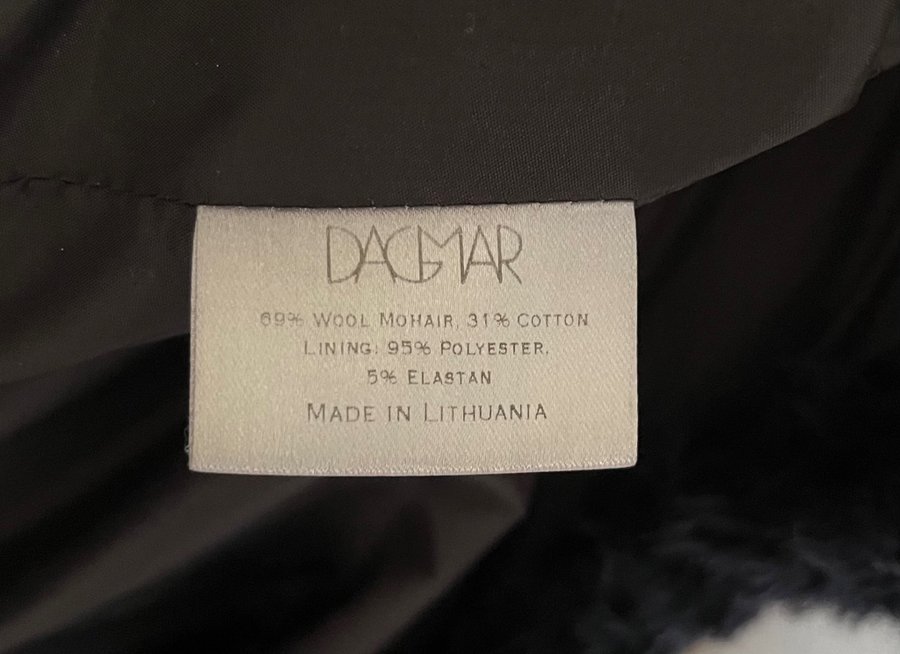 DAGMAR
69% WOOL MOHAIR, 31% COTTON
LINING: 95% POLYESTER,
5% ELASTAN
MADE IN LITHUANIA